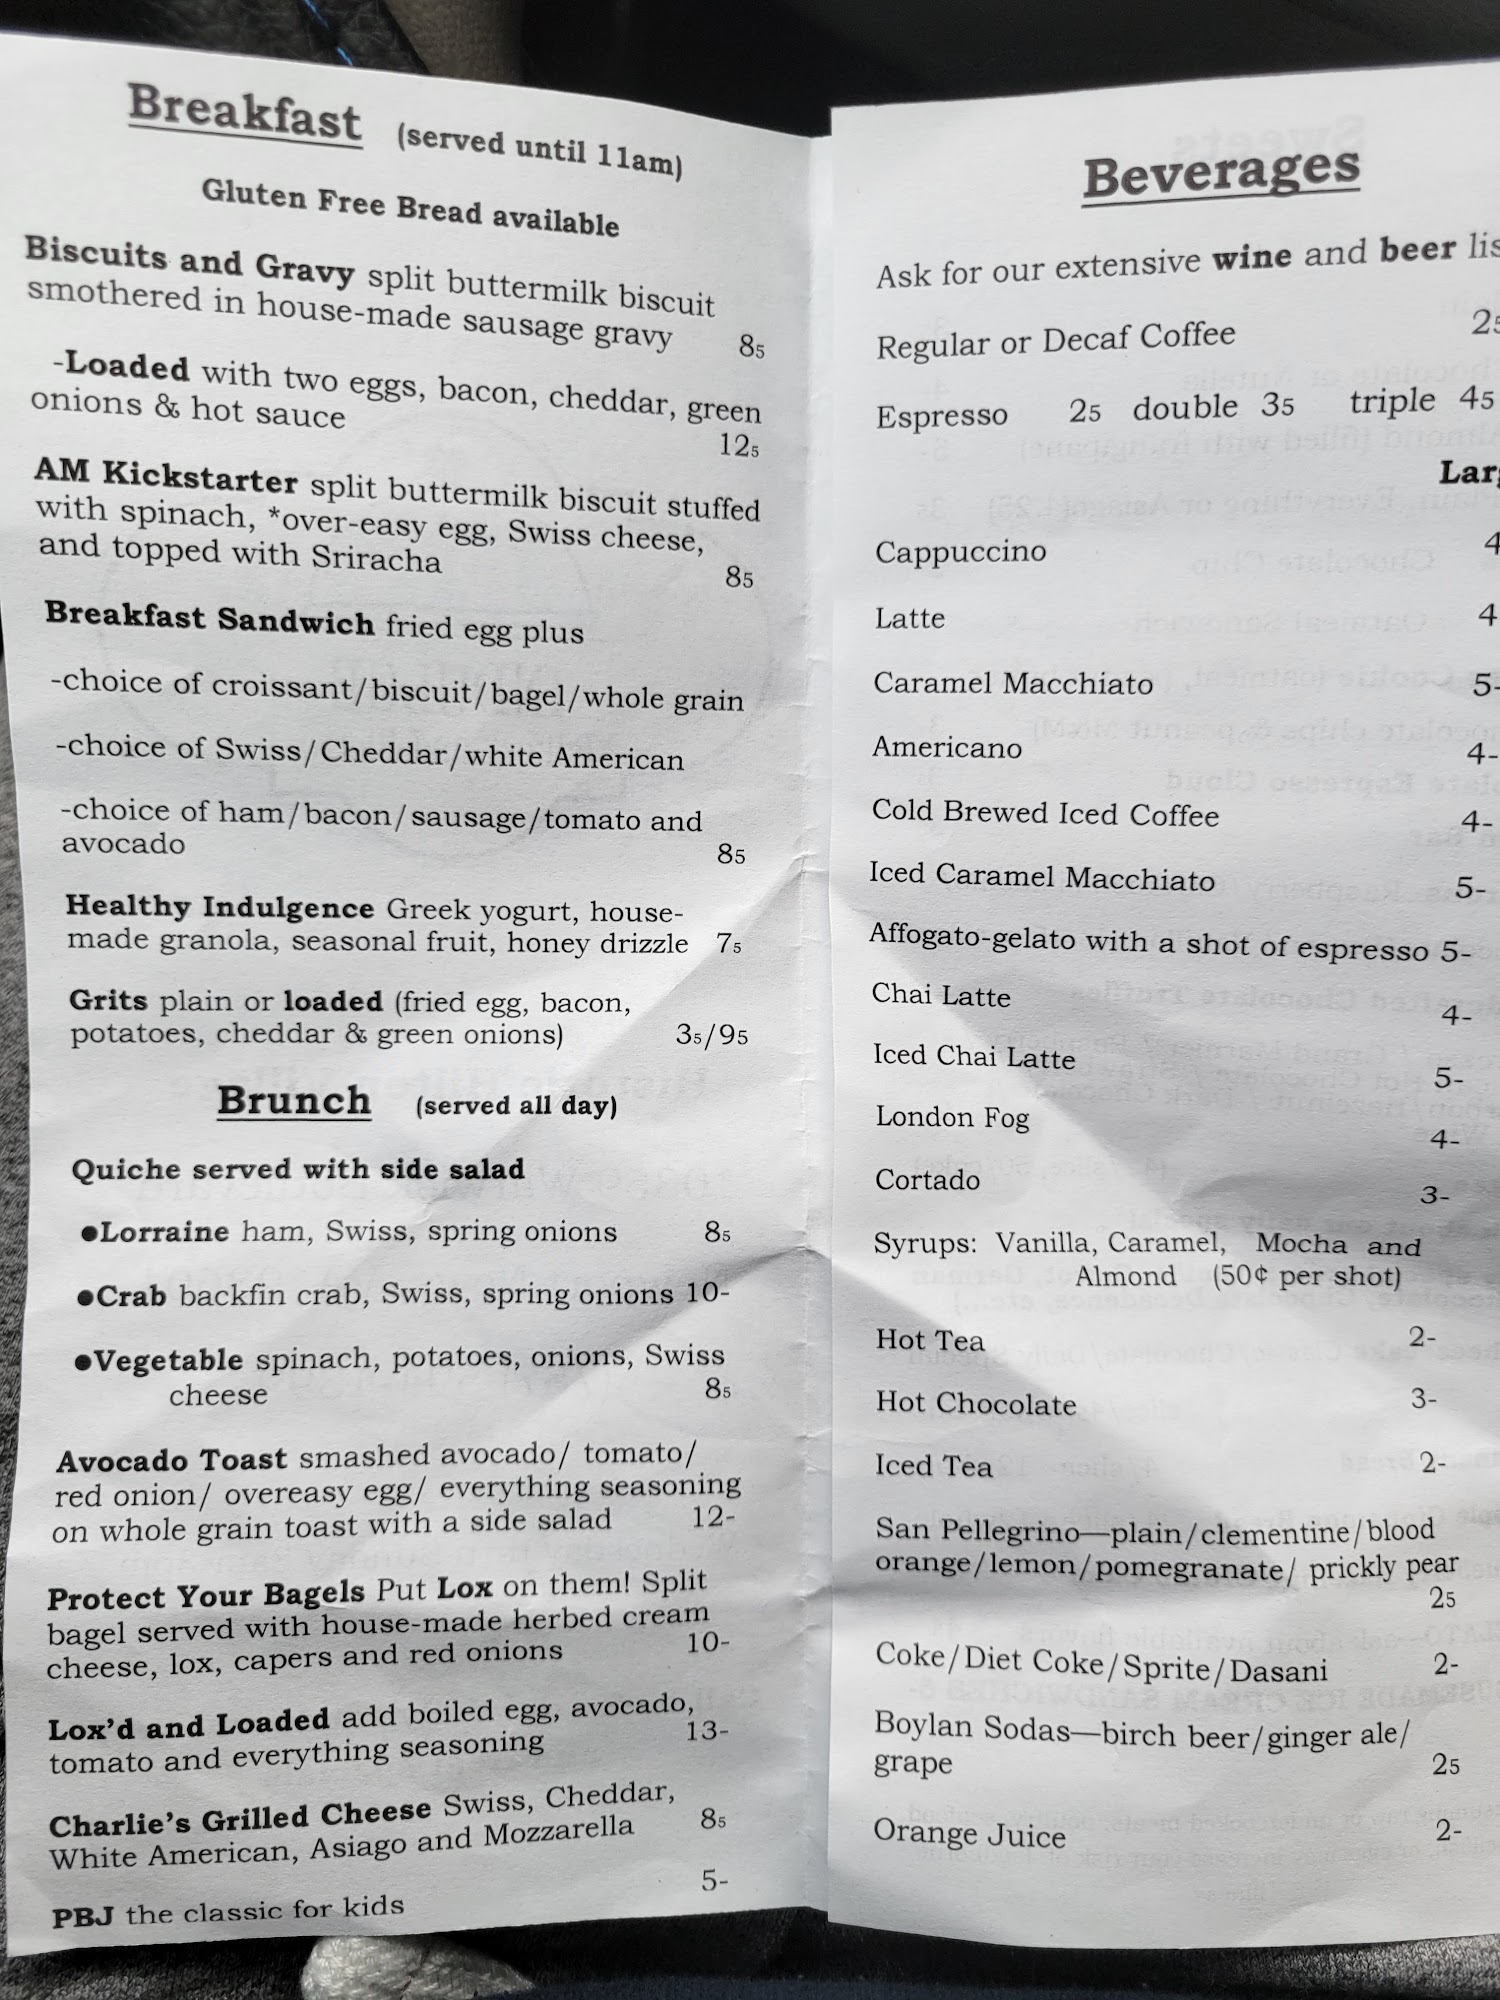 Breakfast (served until 11am)
Gluten Free Bread available
Biscuits and Gravy split buttermilk biscuit
smothered in house-made sausage gravy 85
-Loaded with two eggs, bacon, cheddar, green
onions & hot sauce 125
AM Kickstarter split buttermilk biscuit stuffed
with spinach, *over-easy egg, Swiss cheese,
and topped with Sriracha 85
Breakfast Sandwich fried egg plus
-choice of croissant/biscuit/bagel/whole grain
-choice of Swiss/Cheddar/white American
-choice of ham/bacon/sausage/tomato and
avocado 85
Healthy Indulgence Greek yogurt, house-
made granola, seasonal fruit, honey drizzle 75
Grits plain or loaded (fried egg, bacon,
potatoes, cheddar & green onions) 35/95
Brunch (served all day)
Quiche served with side salad
●Lorraine ham, Swiss, spring onions 85
●Crab backfin crab, Swiss, spring onions 10-
●Vegetable spinach, potatoes, onions, Swiss
cheese 85
Avocado Toast smashed avocado/ tomato/
red onion/ overeasy egg/ everything seasoning
on whole grain toast with a side salad 12-
Protect Your Bagels Put Lox on them! Split
bagel served with house-made herbed cream
cheese, lox, capers and red onions 10-
Lox'd and Loaded add boiled egg, avocado,
tomato and everything seasoning 13-
Charlie's Grilled Cheese Swiss, Cheddar,
White American, Asiago and Mozzarella 85
PBJ the classic for kids 5-
Beverages
Ask for our extensive wine and beer lis
Regular or Decaf Coffee 25
Espresso 25 double 35 triple 45
Larg
Cappuccino 4
Latte 4
Caramel Macchiato 5-
Americano 4-
Cold Brewed Iced Coffee 4-
Iced Caramel Macchiato 5-
Affogato-gelato with a shot of espresso 5-
Chai Latte 4-
Iced Chai Latte 5-
London Fog 4-
Cortado 3-
Syrups: Vanilla, Caramel, Mocha and
Almond (50¢ per shot)
Hot Tea 2-
Hot Chocolate 3-
Iced Tea 2-
San Pellegrino—plain/clementine/blood
orange/lemon/pomegranate/ prickly pear
25
Coke/Diet Coke/Sprite/Dasani 2-
Boylan Sodas—birch beer/ginger ale/
grape 25
Orange Juice 2-